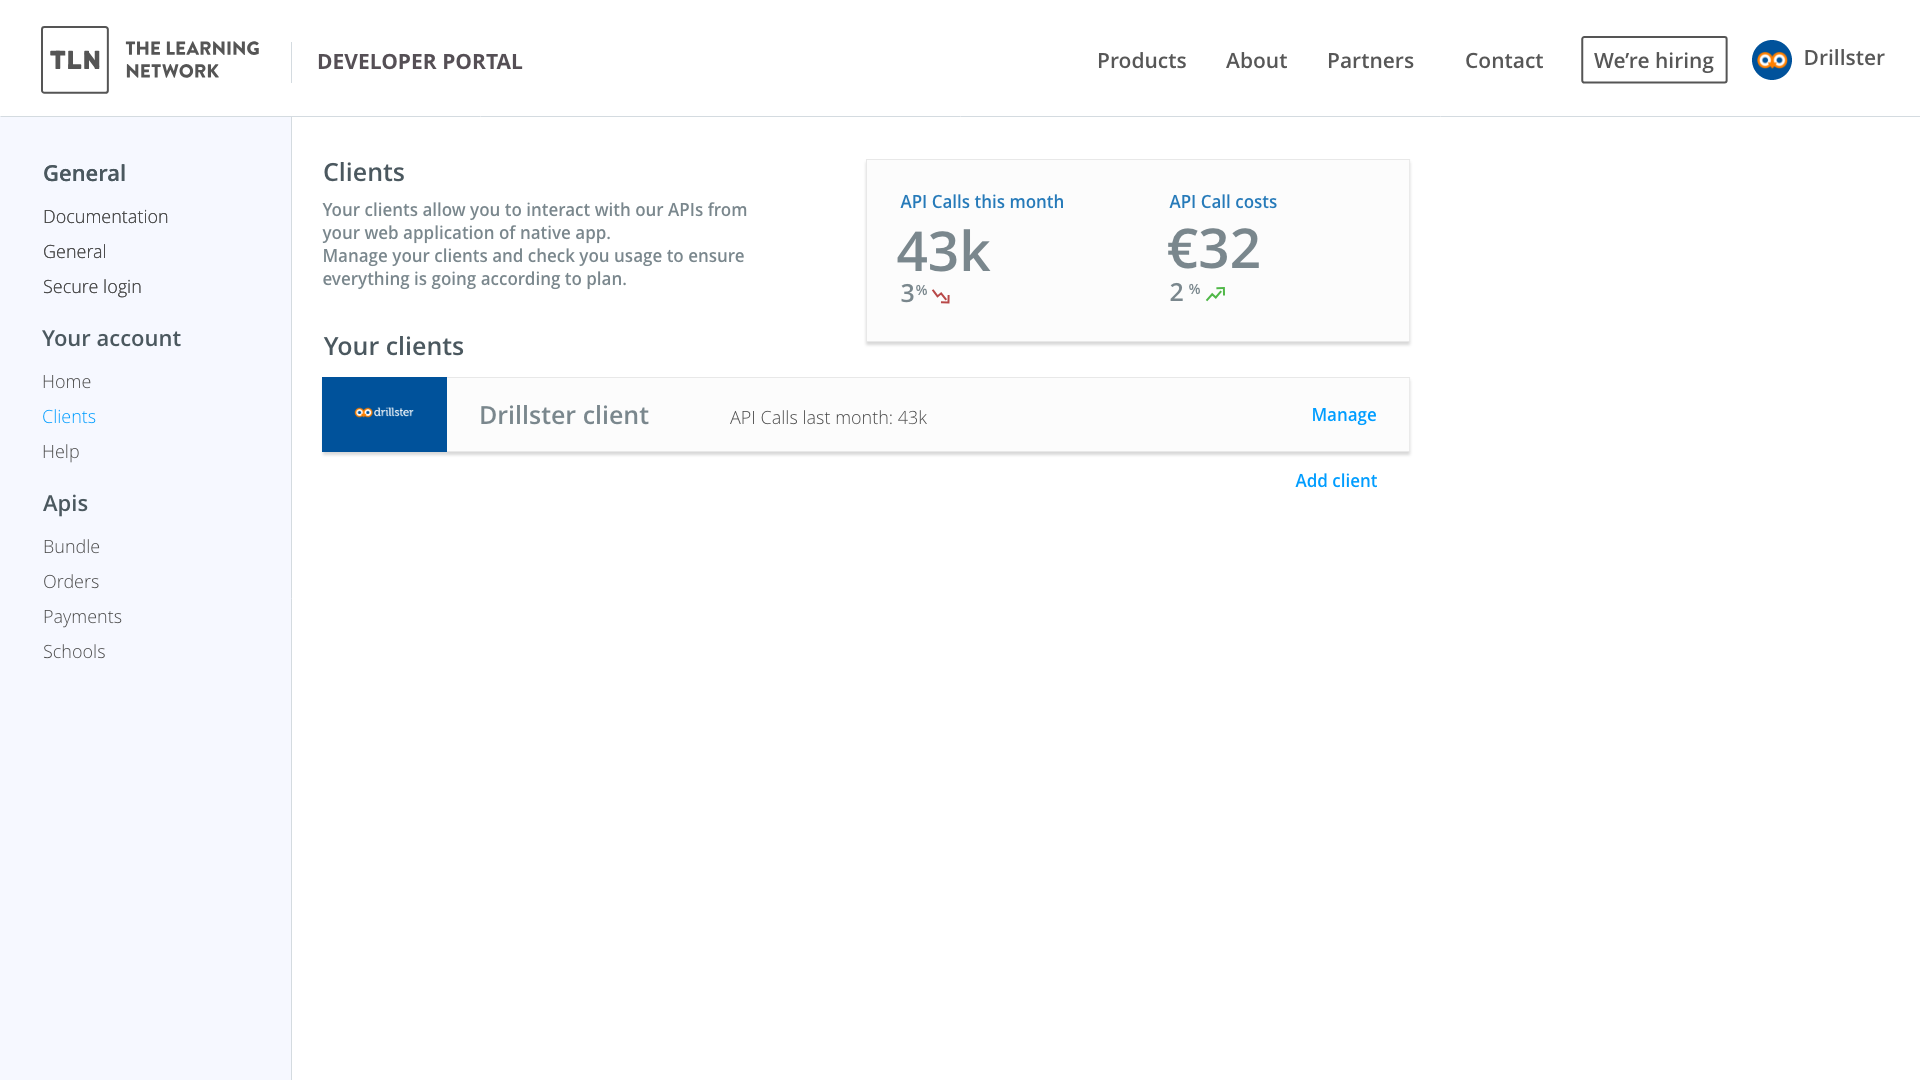 TLN
THE LEARNING
NETWORK
DEVELOPER PORTAL
Products
About
Partners
Contact
We're hiring
Drillster
General
Documentation
General
Secure login
Your account
Home
Clients
Help
Apis
Bundle
Orders
Payments
Schools
Clients
Your clients allow you to interact with our APIs from
your web application of native app.
Manage your clients and check you usage to ensure
everything is going according to plan.
API Calls this month
43k
3%
API Call costs
€32
2 %
Your clients
drillster
Drillster client
API Calls last month: 43k
Manage
Add client